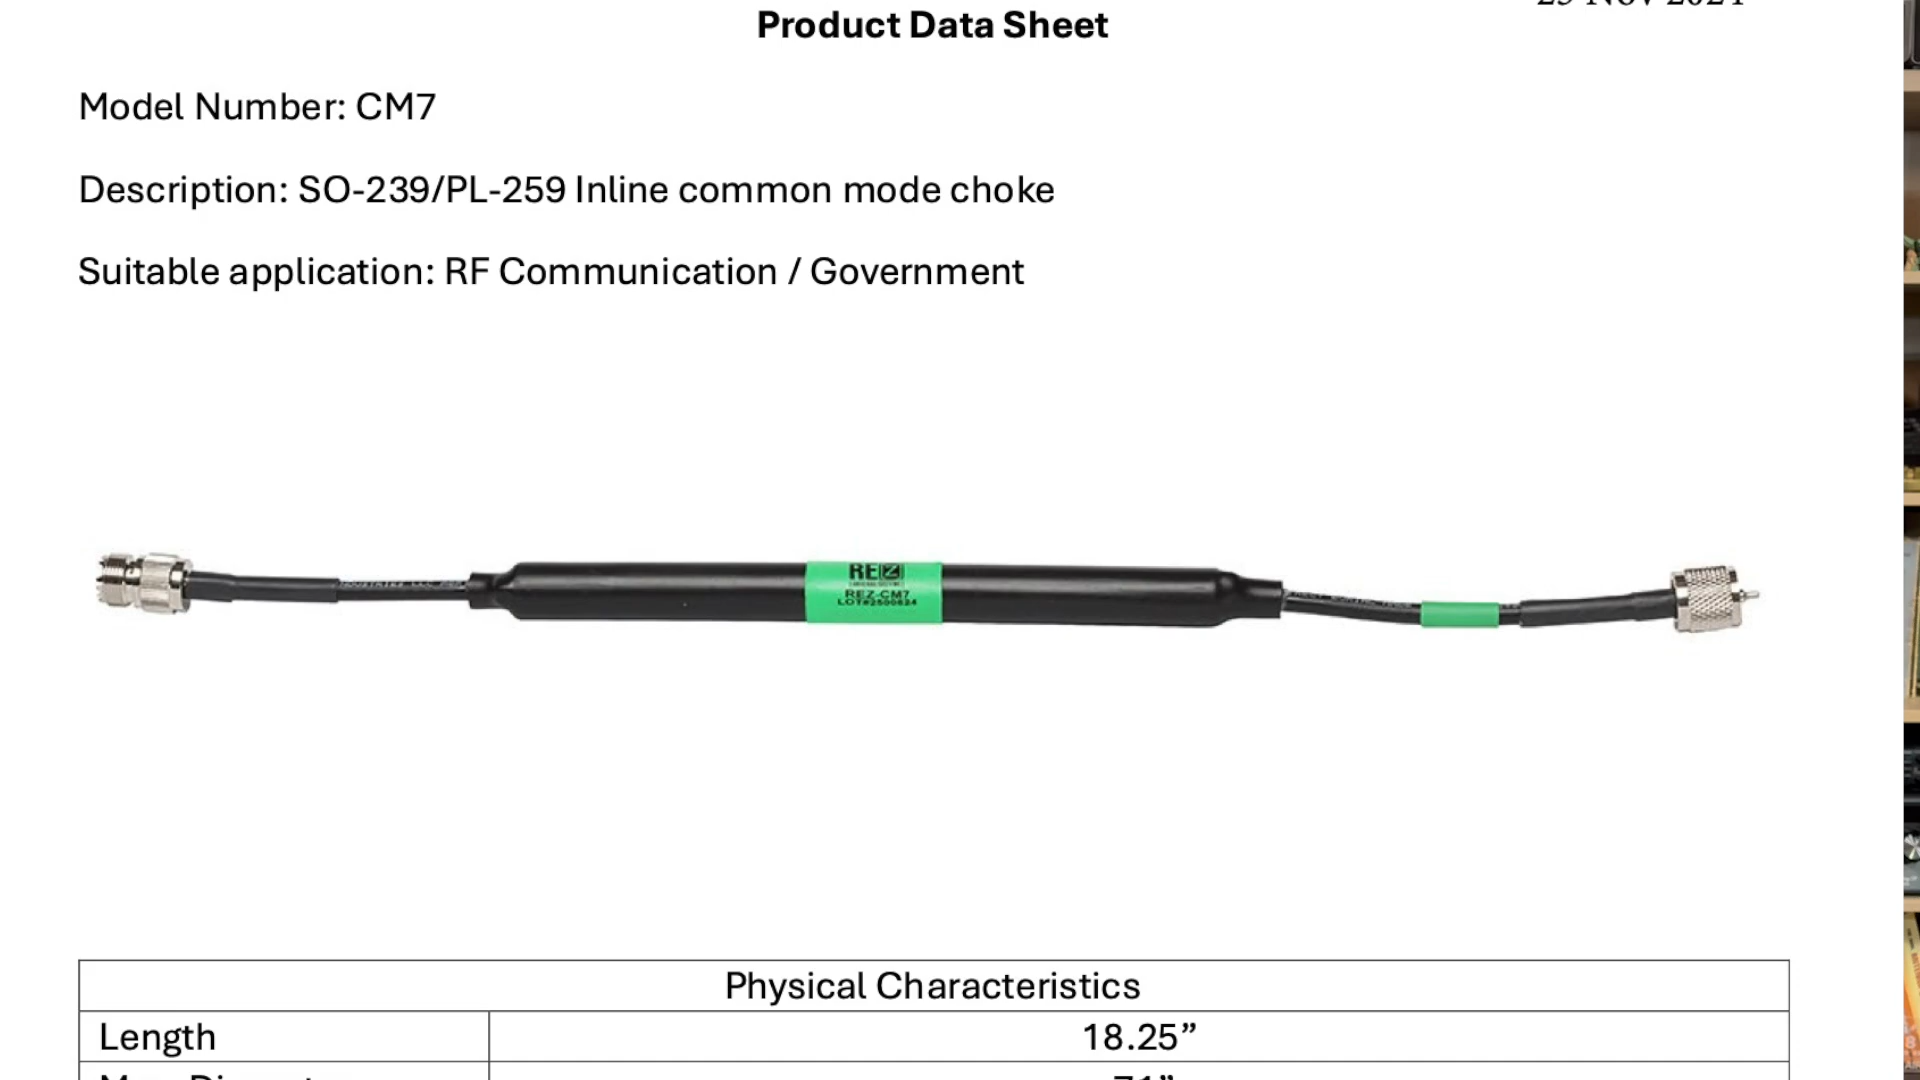 Product Data Sheet
Model Number: CM7
Description: SO-239/PL-259 Inline common mode choke
Suitable application: RF Communication / Government
REZ
REZ-CM7
Physical Characteristics
Length 18.25”